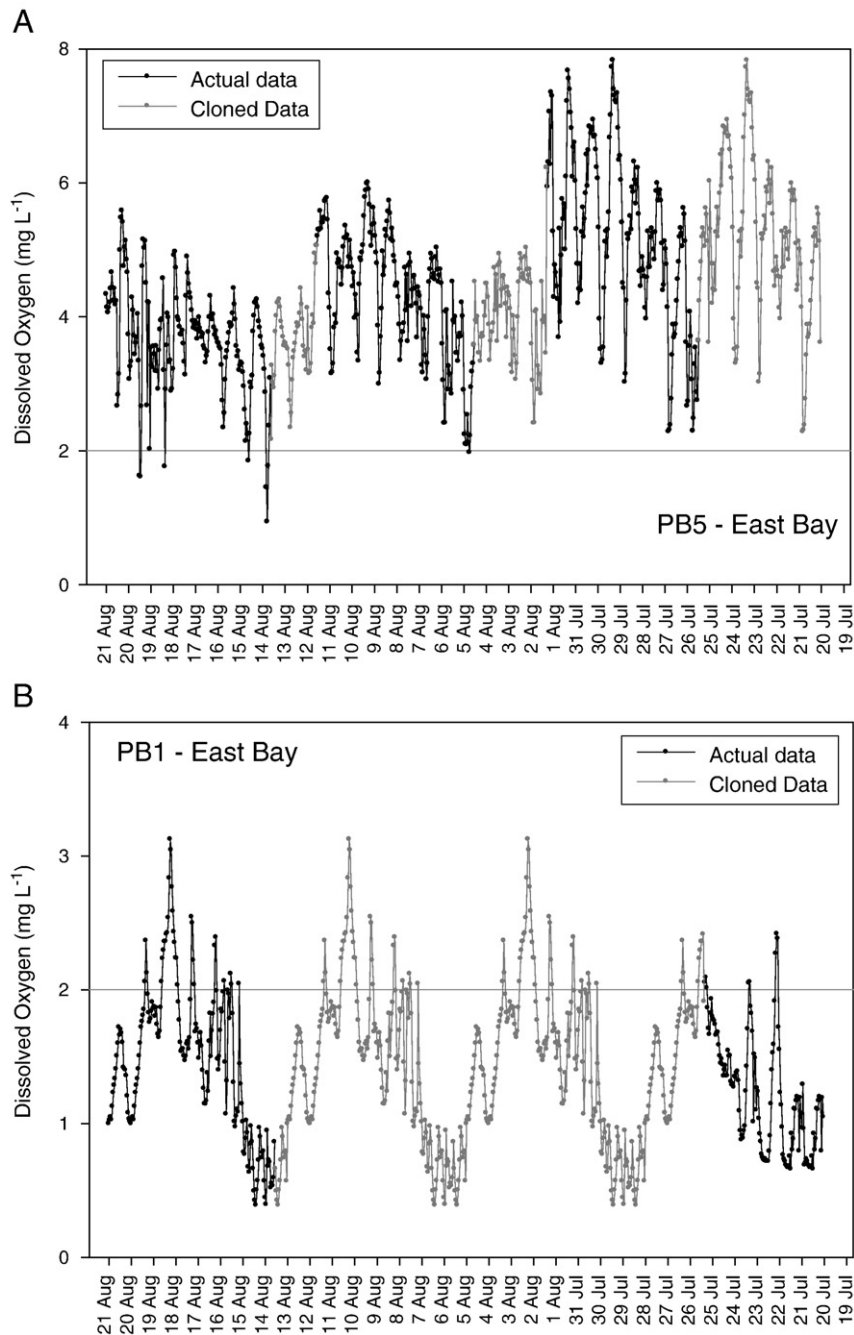 A
8
6
4
2
0
Dissolved Oxygen (mg L-1)
Actual data
Cloned Data
PB5 - East Bay
21 Aug
20 Aug
19 Aug
18 Aug
17 Aug
16 Aug
15 Aug
14 Aug
13 Aug
12 Aug
11 Aug
10 Aug
9 Aug
8 Aug
7 Aug
6 Aug
5 Aug
4 Aug
3 Aug
2 Aug
1 Aug
31 Jul
30 Jul
29 Jul
28 Jul
27 Jul
26 Jul
25 Jul
24 Jul
23 Jul
22 Jul
21 Jul
20 Jul
19 Jul
B
4
3
2
1
0
Dissolved Oxygen (mg L-1)
PB1 - East Bay
Actual data
Cloned Data
21 Aug
20 Aug
19 Aug
18 Aug
17 Aug
16 Aug
15 Aug
14 Aug
13 Aug
12 Aug
11 Aug
10 Aug
9 Aug
8 Aug
7 Aug
6 Aug
5 Aug
4 Aug
3 Aug
2 Aug
1 Aug
31 Jul
30 Jul
29 Jul
28 Jul
27 Jul
26 Jul
25 Jul
24 Jul
23 Jul
22 Jul
21 Jul
20 Jul
19 Jul